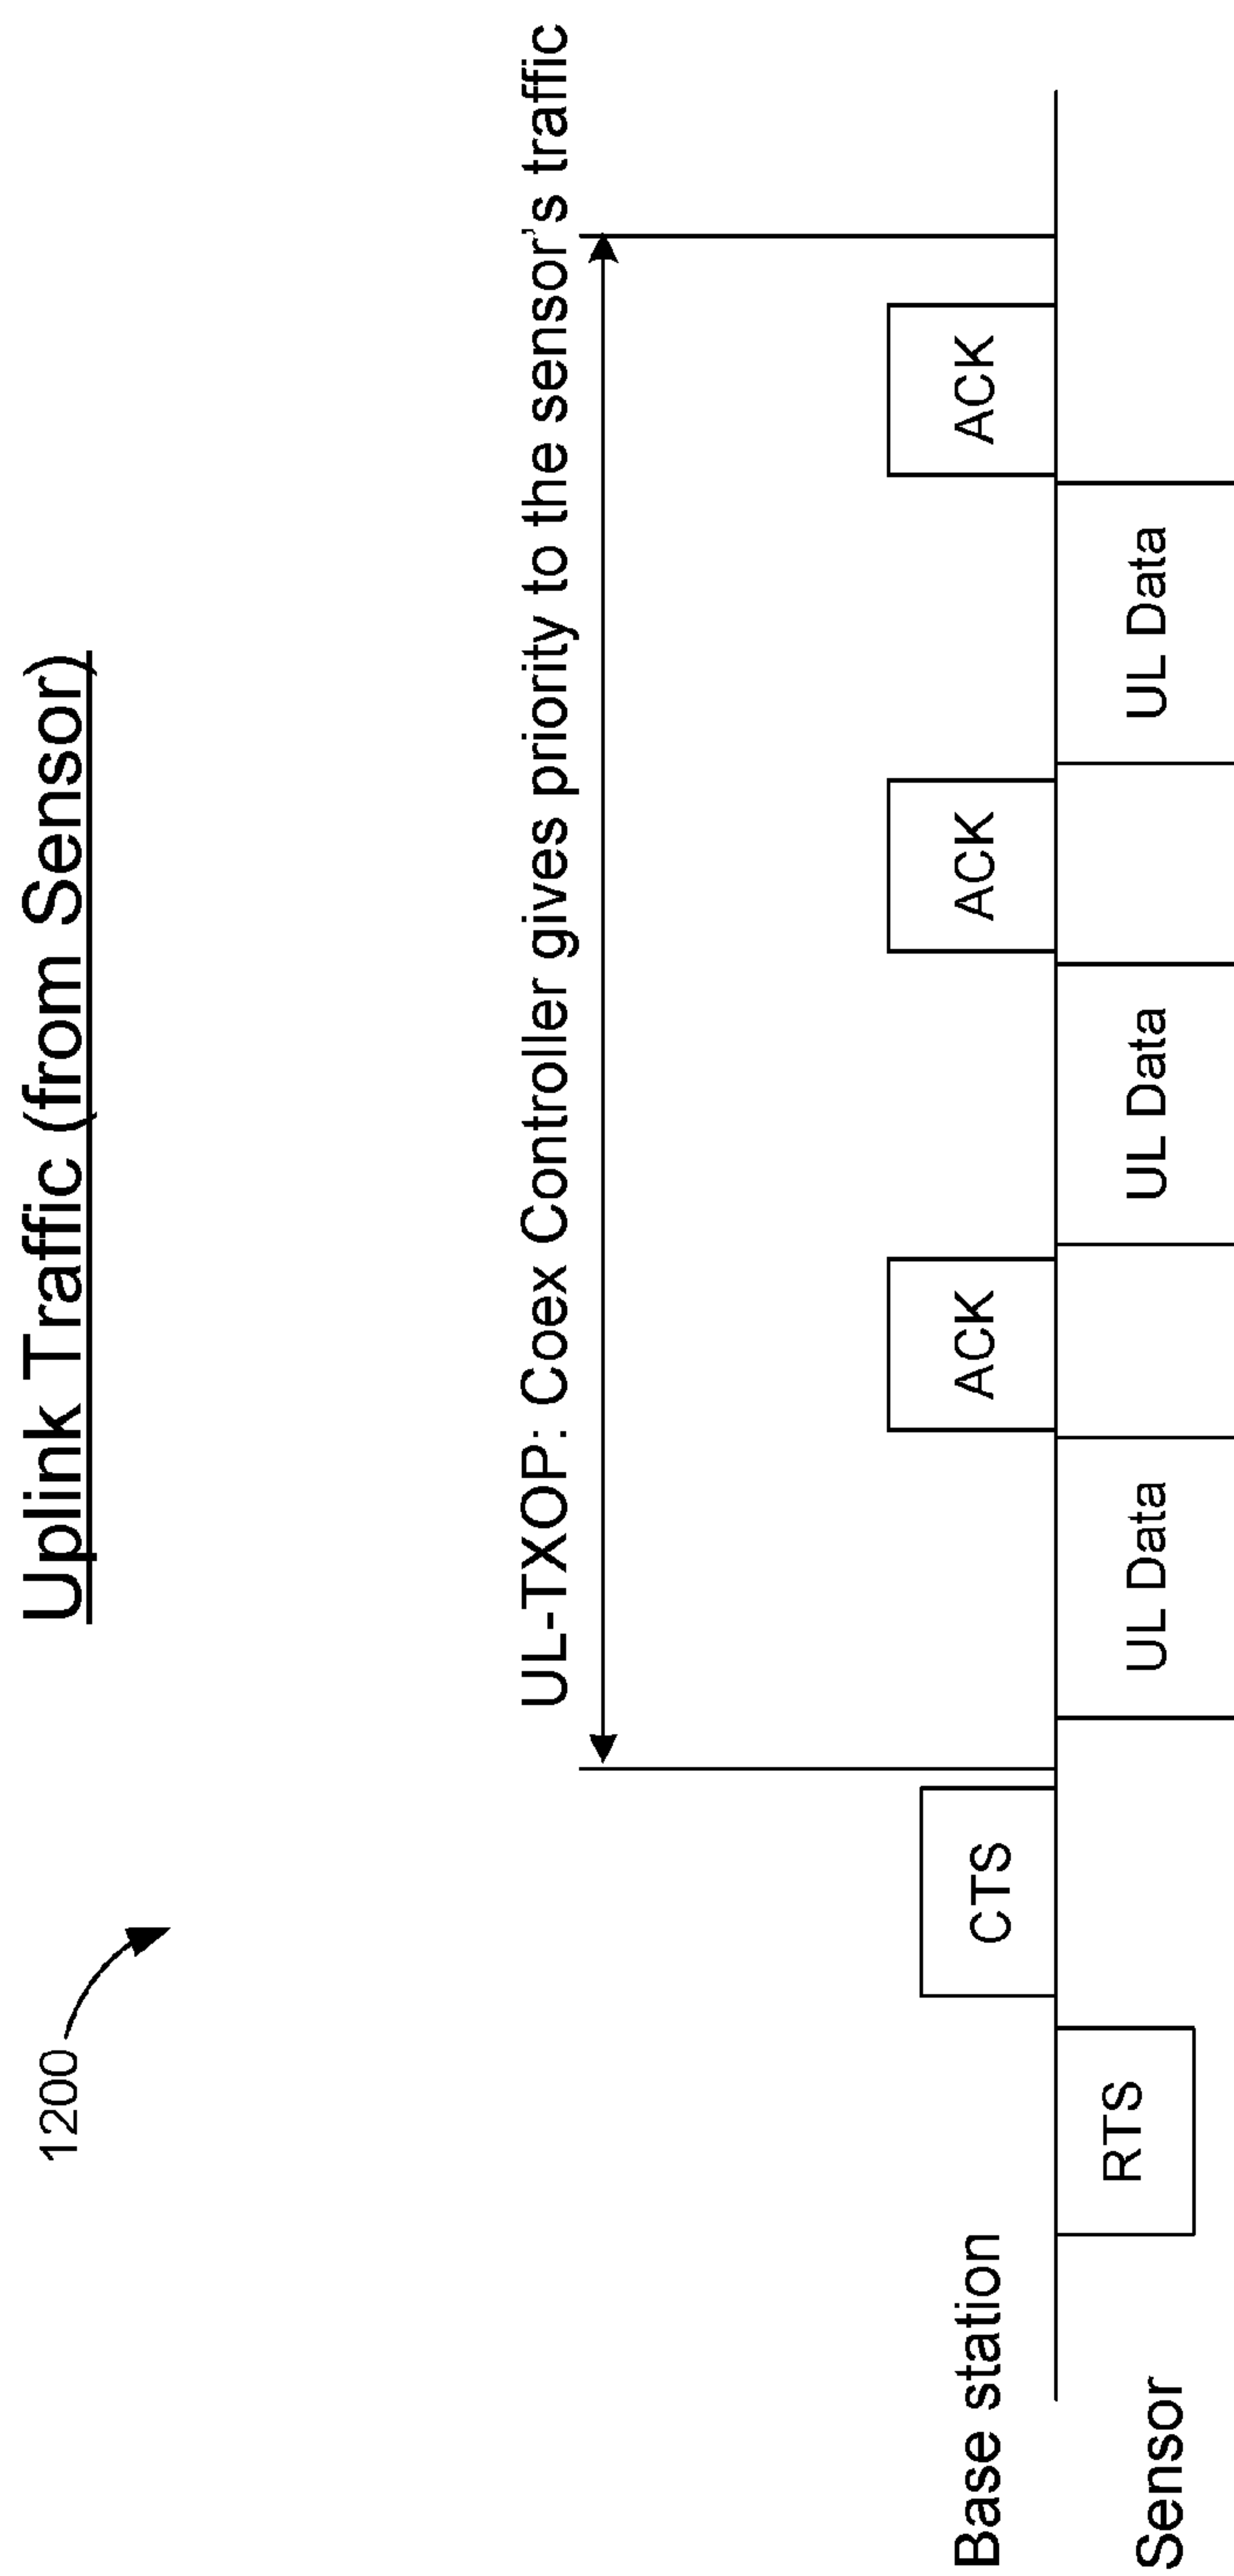 Uplink Traffic (from Sensor)
1200
UL-TXOP: Coex Controller gives priority to the sensor's traffic
Base station
CTS
ACK
ACK
ACK
Sensor
RTS
UL Data
UL Data
UL Data